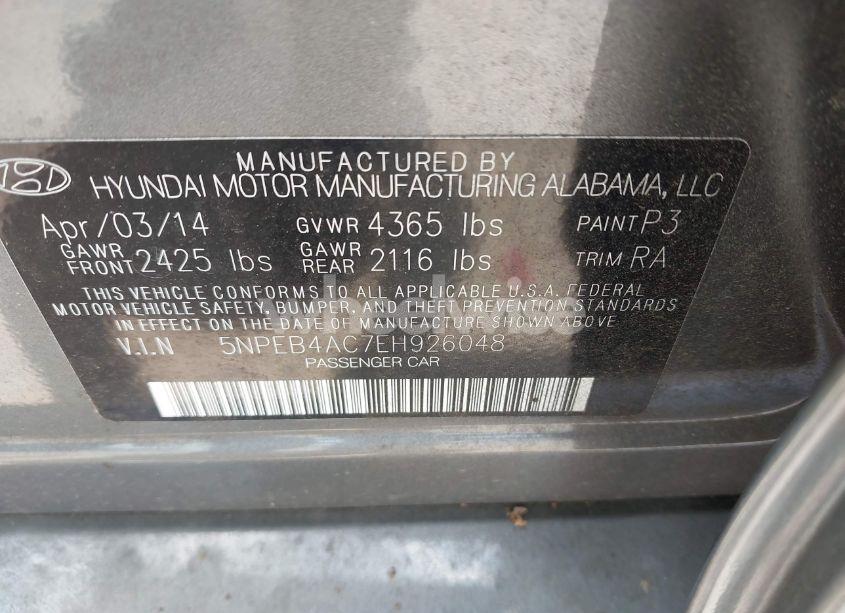 MANUFACTURED BY
HYUNDAI MOTOR MANUFACTURING ALABAMA, LLC
Apr/03/14 GVWR 4365 lbs PAINT P3
GAWR FRONT 2425 lbs GAWR REAR 2116 lbs TRIM RA
THIS VEHICLE CONFORMS TO ALL APPLICABLE U.S.A. FEDERAL
MOTOR VEHICLE SAFETY, BUMPER, AND THEFT PREVENTION STANDARDS
IN EFFECT ON THE DATE OF MANUFACTURE SHOWN ABOVE
V.I.N 5NPEB4AC7EH926048
PASSENGER CAR